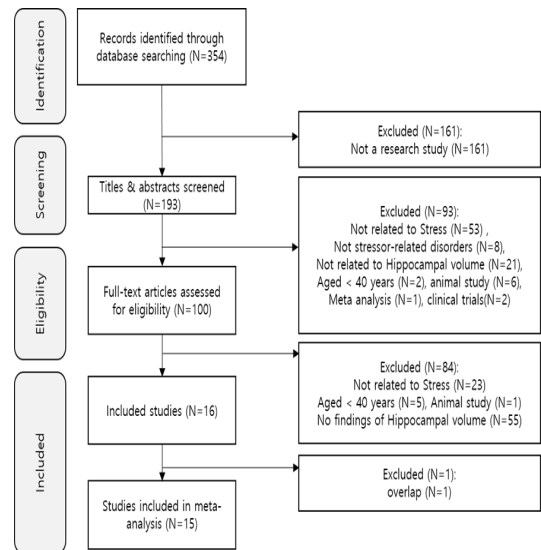 Identification
Records identified through
database searching (N=354)
Excluded (N=161):
Not a research study (N=161)
Screening
Titles & abstracts screened
(N=193)
Excluded (N=93):
Not related to Stress (N=53) ,
Not stressor-related disorders (N=8),
Not related to Hippocampal volume (N=21),
Aged < 40 years (N=2), animal study (N=6),
Meta analysis (N=1), clinical trials(N=2)
Eligibility
Full-text articles assessed
for eligibility (N=100)
Excluded (N=84):
Not related to Stress (N=23)
Aged < 40 years (N=5), Animal study (N=1)
No findings of Hippocampal volume (N=55)
Included
Included studies (N=16)
Excluded (N=1):
overlap (N=1)
Studies included in meta-
analysis (N=15)